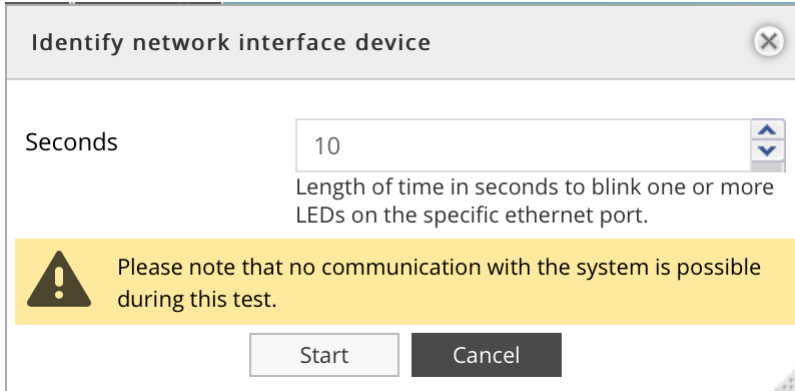 Identify network interface device
Seconds
10
Length of time in seconds to blink one or more
LEDs on the specific ethernet port.
Please note that no communication with the system is possible
during this test.
Start
Cancel